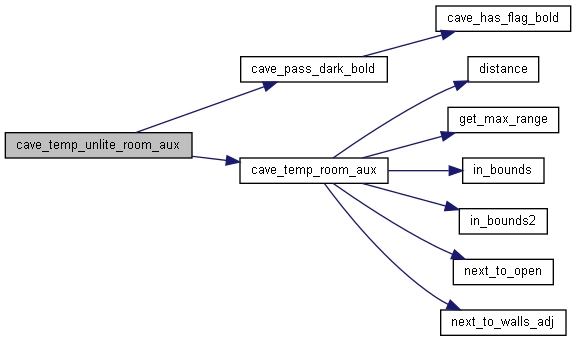 cave_has_flag_bold
cave_pass_dark_bold
distance
get_max_range
cave_temp_unlite_room_aux
cave_temp_room_aux
in_bounds
in_bounds2
next_to_open
next_to_walls_adj